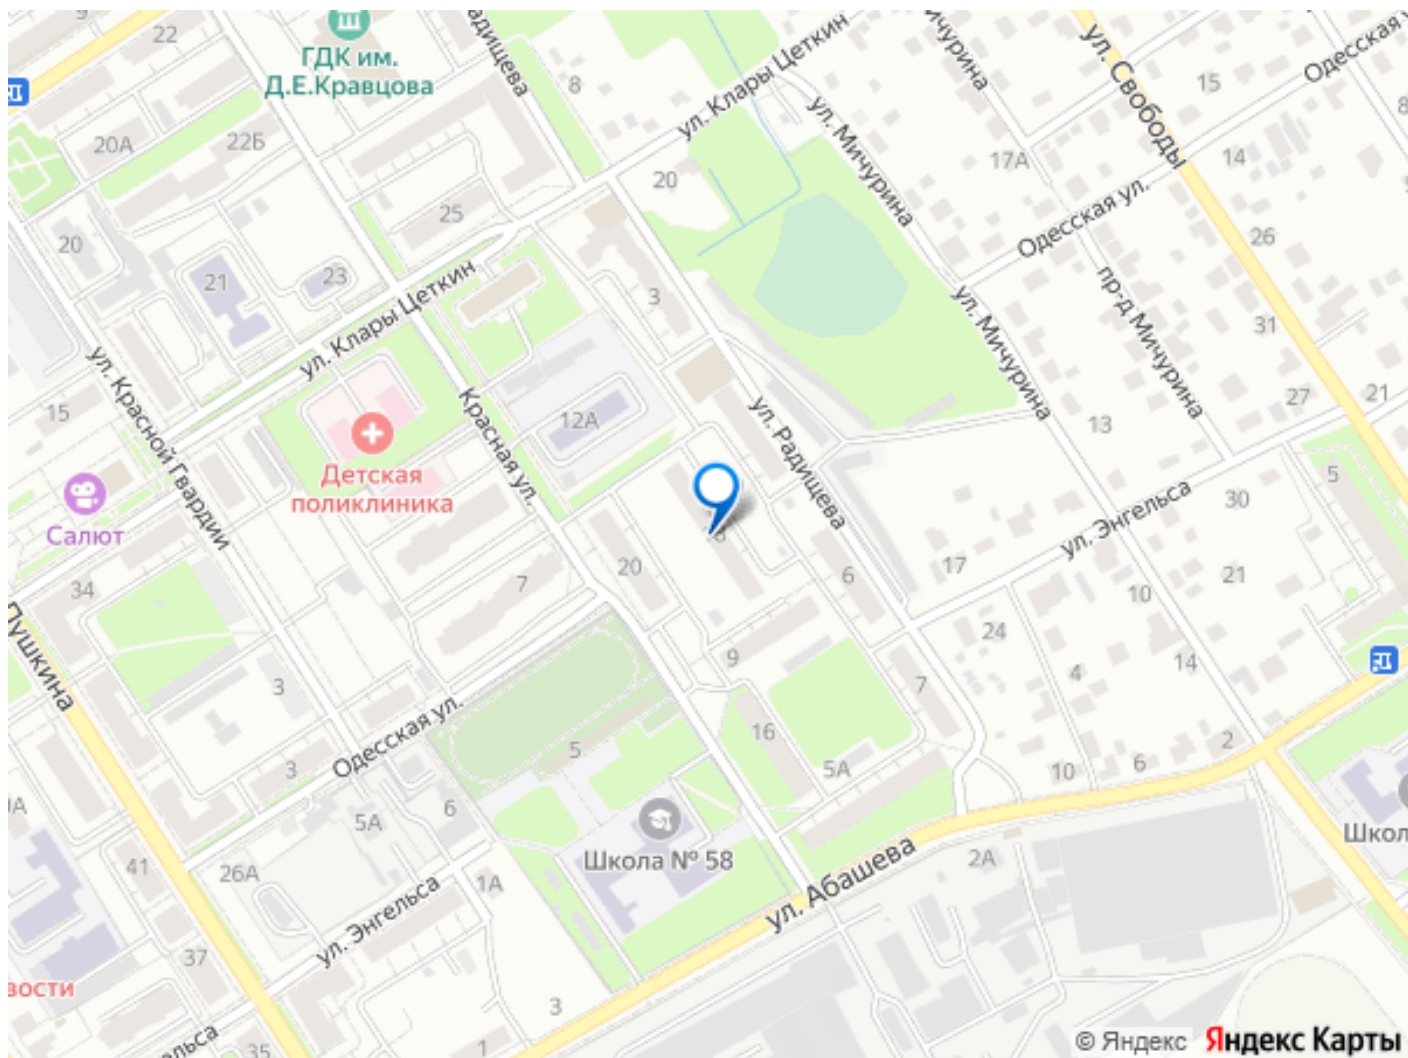 22
ГДК им.
Д.Е.Кравцова
8
ул. Клары Цеткин
ул. Свободы
15
Одесская
20А
22Б
ул. Мичурина
17А
14
20
25
Одесская ул.
20
21
23
26
3
ул. Клары Цеткин
ул. Мичурина
пр-д Мичурина
31
ул. Красной Гвардии
15
Красная ул.
12А
ул. Радищева
13
27
21
Детская
поликлиника
Салют
5
30
ул. Энгельса
34
7
20
6
17
21
10
24
Пушкина
9
4
14
3
7
Одесская ул.
16
2
3
5
5А
10
6
6
5А
Школа № 58
41
26А
1А
ул. Абашева
2А
ул. Энгельса
37
3
1
35
© Яндекс
Яндекс Карты